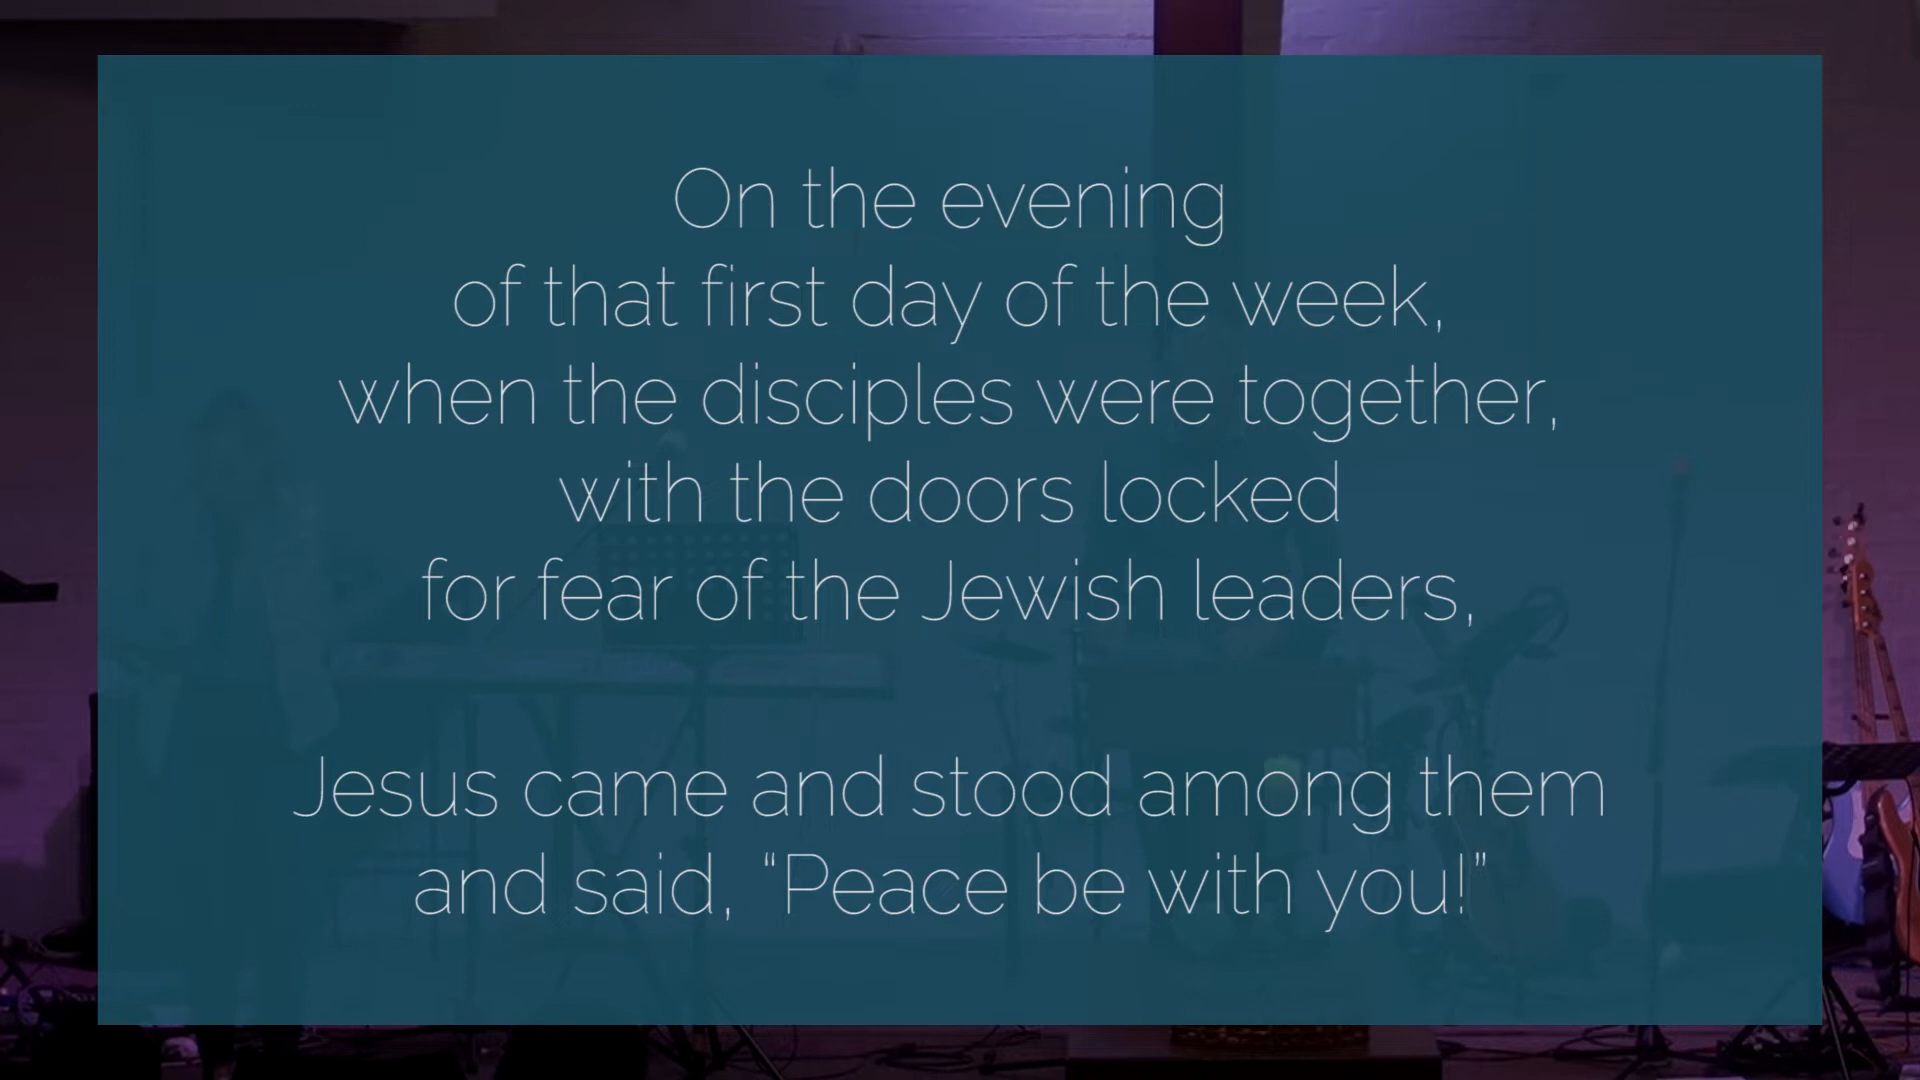 On the evening
of that first day of the week,
when the disciples were together,
with the doors locked
for fear of the Jewish leaders,
Jesus came and stood among them
and said, “Peace be with you!”